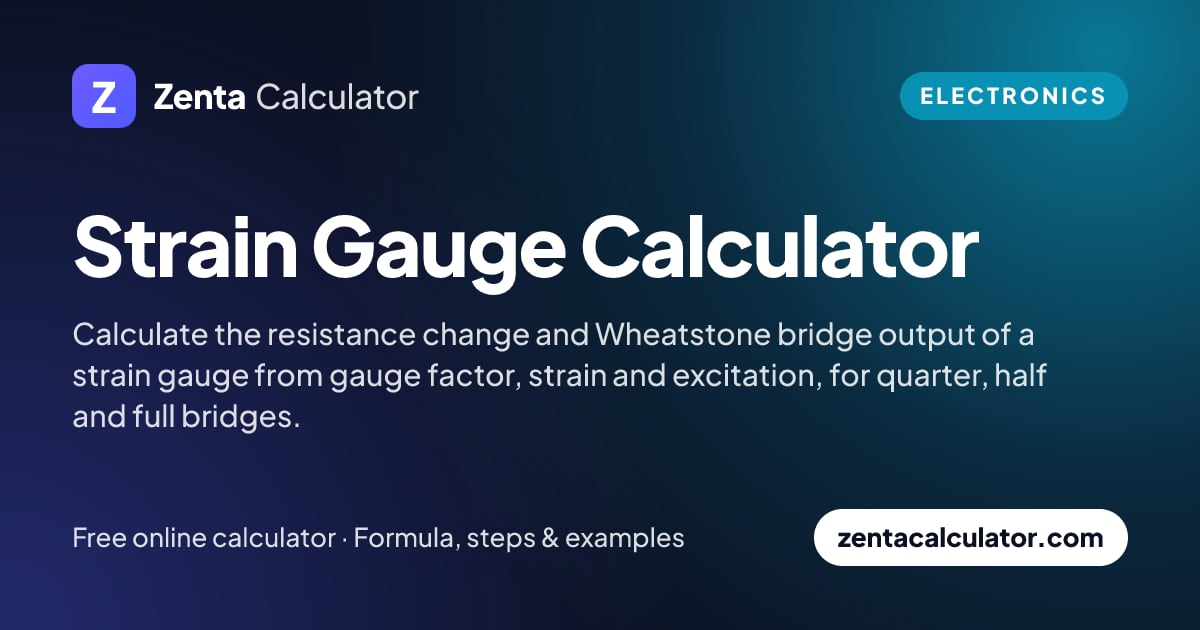 Z
Zenta Calculator
ELECTRONICS
Strain Gauge Calculator
Calculate the resistance change and Wheatstone bridge output of a
strain gauge from gauge factor, strain and excitation, for quarter, half
and full bridges.
Free online calculator · Formula, steps & examples
zentacalculator.com